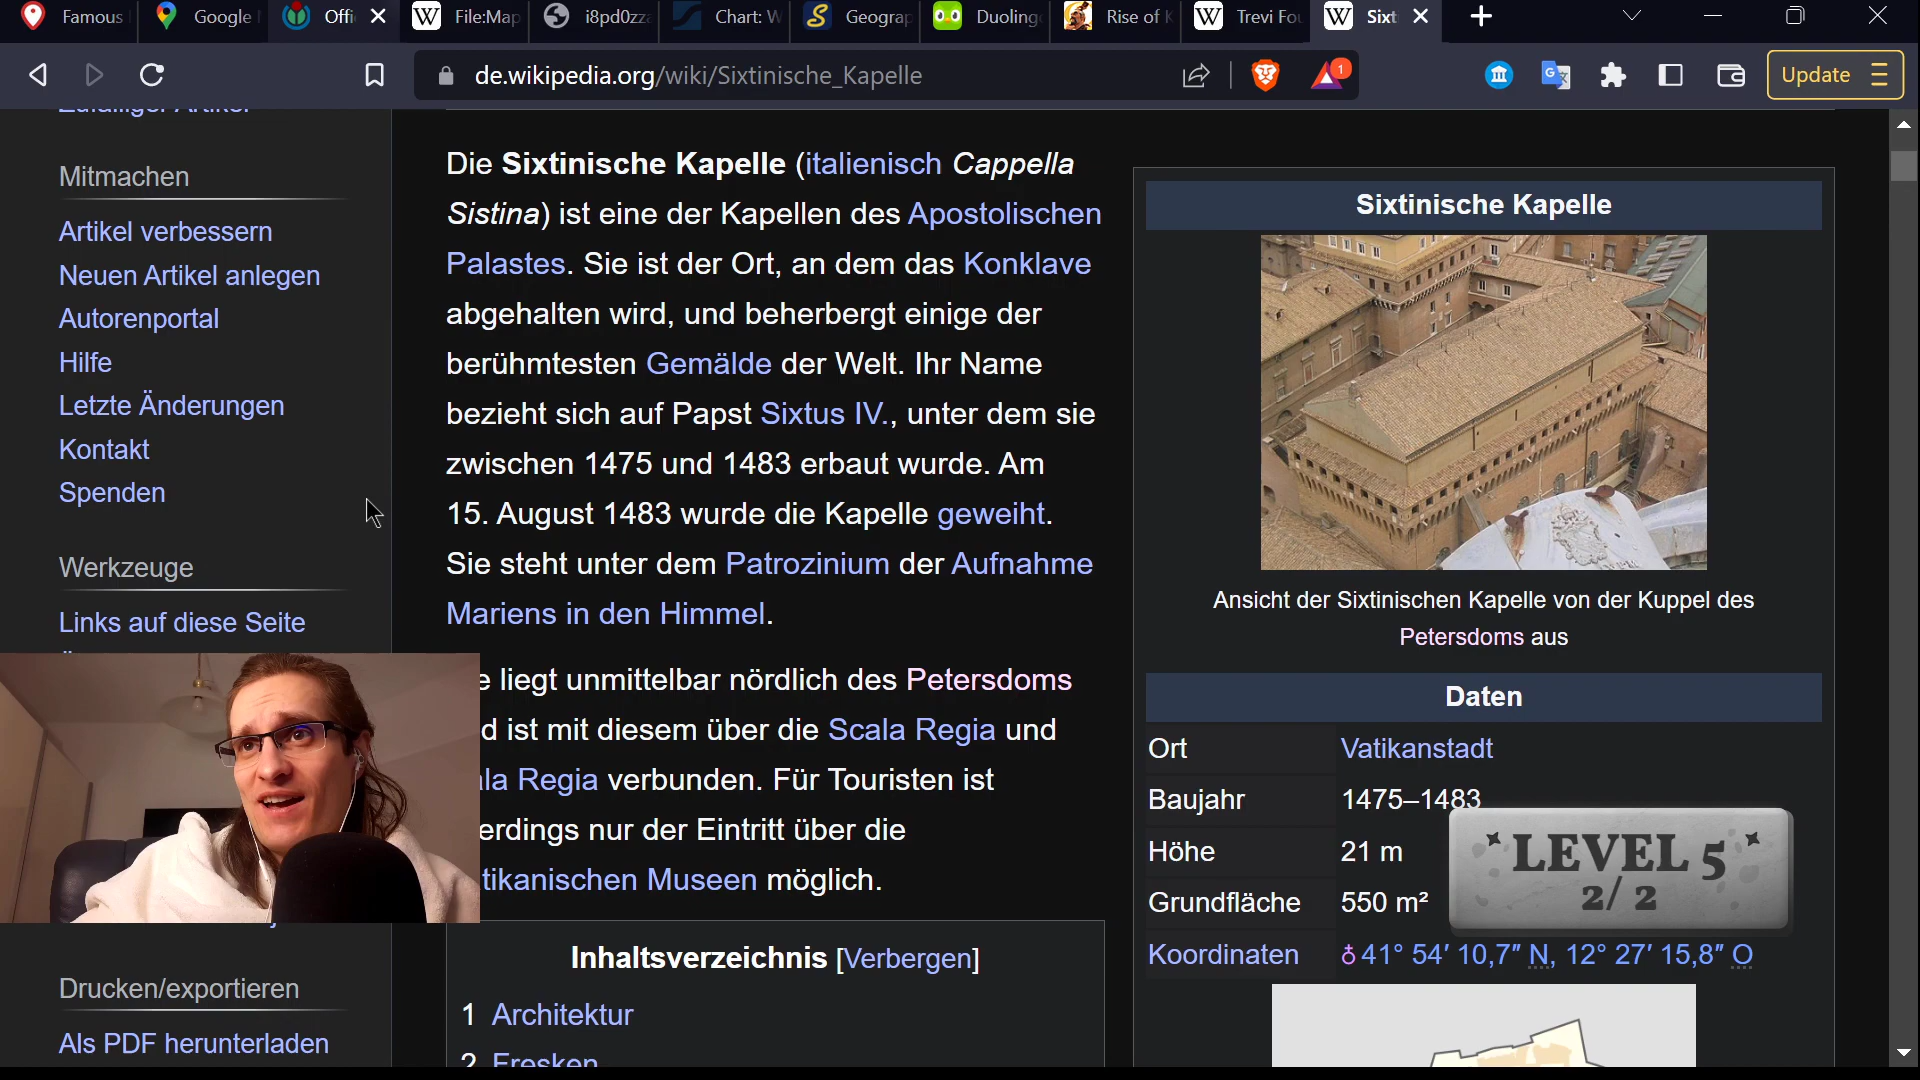 Famous
Google
Offi
File:Map
i8pd0zz
Chart: W
Geograp
Duoling
Rise of
Trevi Fou
Sixt
de.wikipedia.org/wiki/Sixtinische_Kapelle
1
Update
Zufälliger Artikel
Mitmachen
Artikel verbessern
Neuen Artikel anlegen
Autorenportal
Hilfe
Letzte Änderungen
Kontakt
Spenden
Werkzeuge
Links auf diese Seite
Drucken/exportieren
Als PDF herunterladen
Die Sixtinische Kapelle (italienisch Cappella
Sistina) ist eine der Kapellen des Apostolischen
Palastes. Sie ist der Ort, an dem das Konklave
abgehalten wird, und beherbergt einige der
berühmtesten Gemälde der Welt. Ihr Name
bezieht sich auf Papst Sixtus IV., unter dem sie
zwischen 1475 und 1483 erbaut wurde. Am
15. August 1483 wurde die Kapelle geweiht.
Sie steht unter dem Patrozinium der Aufnahme
Mariens in den Himmel.
e liegt unmittelbar nördlich des Petersdoms
d ist mit diesem über die Scala Regia und
la Regia verbunden. Für Touristen ist
erdings nur der Eintritt über die
tikanischen Museen möglich.
Inhaltsverzeichnis [Verbergen]
1 Architektur
2 Fresken
Sixtinische Kapelle
Ansicht der Sixtinischen Kapelle von der Kuppel des
Petersdoms aus
Daten
Ort Vatikanstadt
Baujahr 1475–1483
Höhe 21 m
Grundfläche 550 m²
Koordinaten 41° 54′ 10,7″ N, 12° 27′ 15,8″ O
LEVEL 5
2/2